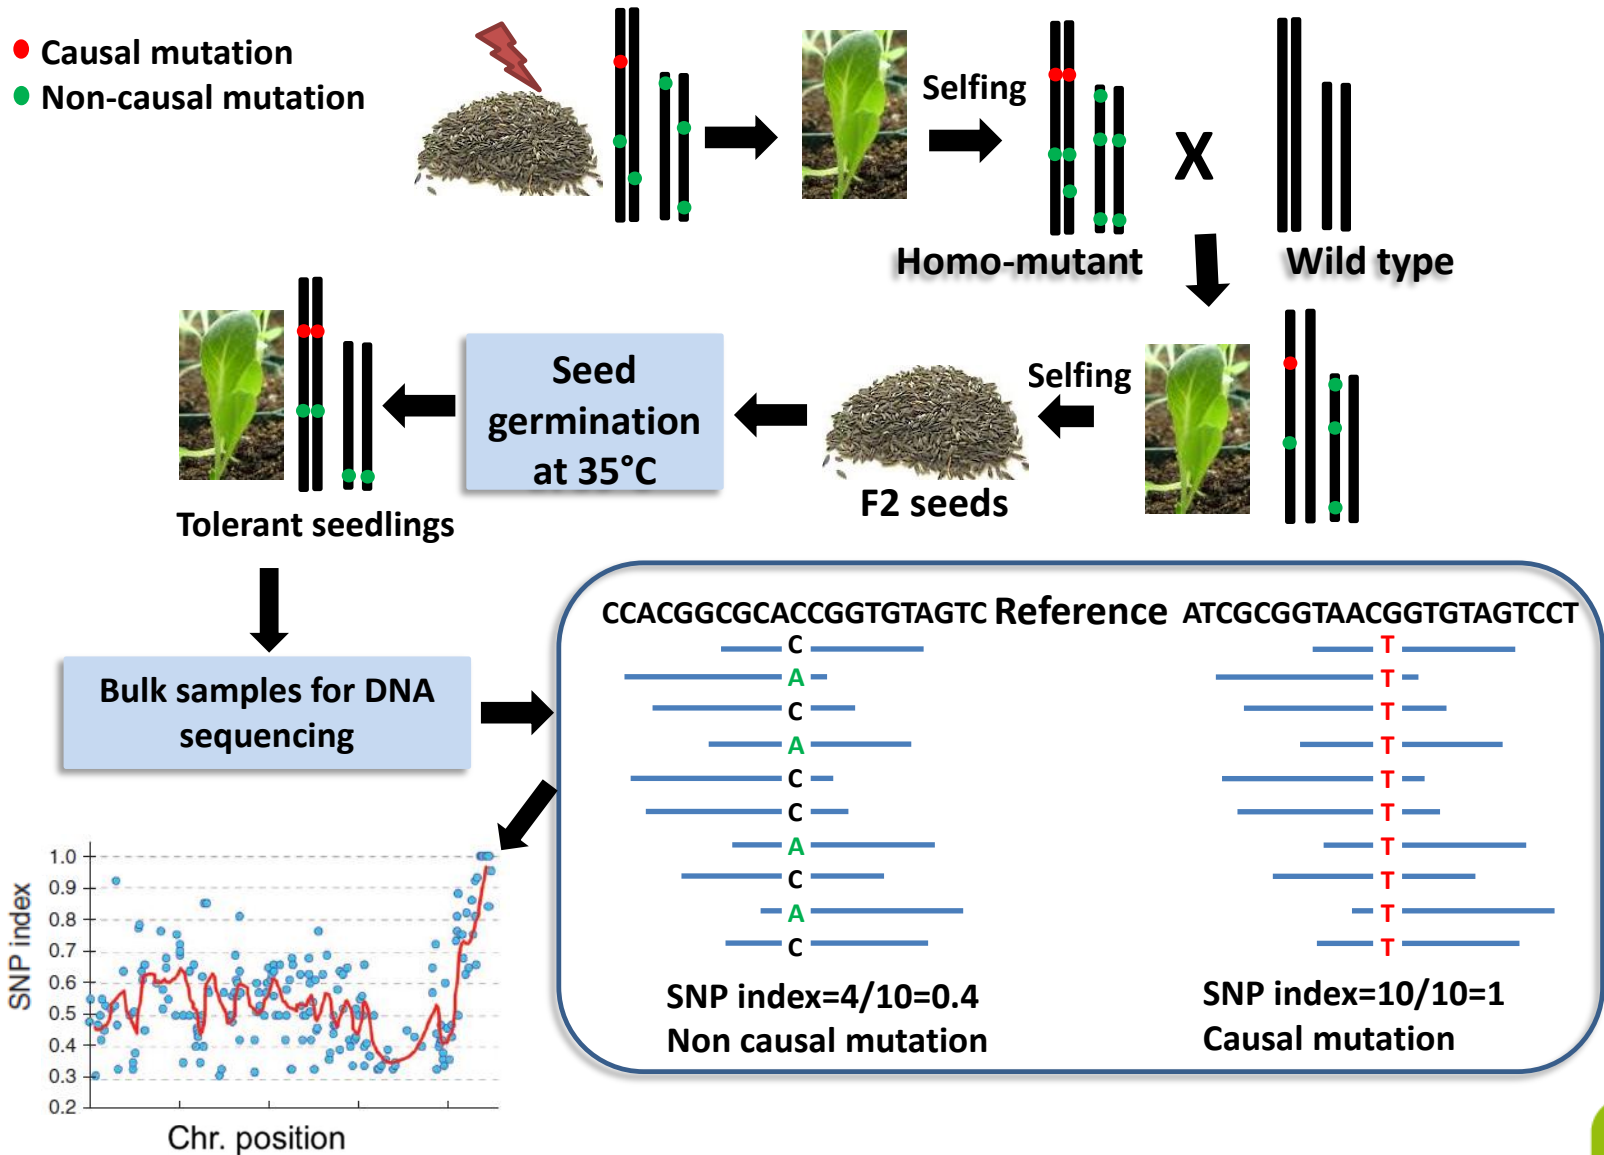 Causal mutation
Non-causal mutation
Selfing
X
Homo-mutant
Wild type
Selfing
F2 seeds
Seed
germination
at 35°C
Tolerant seedlings
Bulk samples for DNA
sequencing
CCACGGCGCACCGGTGTAGTC Reference ATCGCGGTAACGGTGTAGTCCT
C T
A T
C T
A T
C T
C T
A T
C T
A T
C T
SNP index=4/10=0.4
Non causal mutation
SNP index=10/10=1
Causal mutation
SNP index
1.0
0.9
0.8
0.7
0.6
0.5
0.4
0.3
0.2
Chr. position